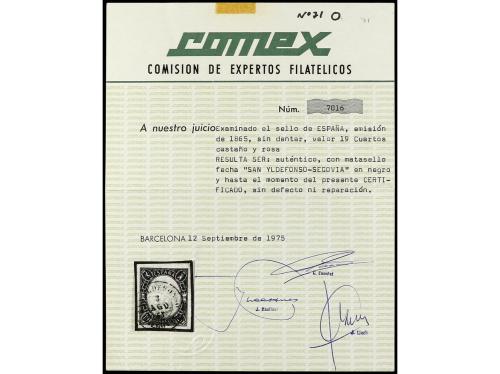 Nº71 O
71
comex
COMISION DE EXPERTOS FILATELICOS
Núm. 7016
A nuestro juicio Examinado el sello de ESPAÑA, emisión
de 1865, sin dentar, valor 19 Cuartos
castaño y rosa
RESULTA SER: auténtico, con matasello
fecha "SAN YLDEFONSO-SEGOVIA" en negro
y hasta el momento del presente CERTI-
FICADO, sin defecto ni reparación.
BARCELONA 12 Septiembre de 1975